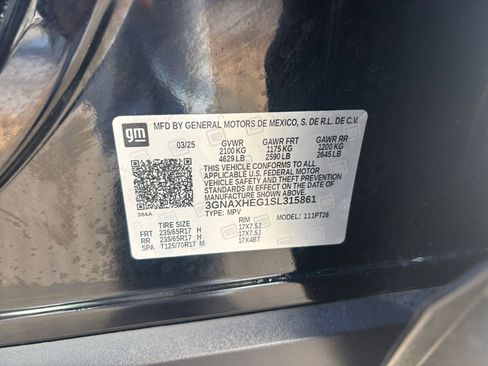 gm
MFD BY GENERAL MOTORS DE MEXICO, S. DE R.L. DE C.V.
03/25 GVWR GAWR FRT GAWR RR
2100 KG 1175 KG 1200 KG
4629 LB 2590 LB 2645 LB
THIS VEHICLE CONFORMS TO ALL
APPLICABLE U.S. FEDERAL MOTOR
VEHICLE SAFETY, BUMPER, AND THEFT
PREVENTION STANDARDS IN EFFECT ON
THE DATE OF MANUFACTURE SHOWN ABOVE.
3GNAXHEG1SL315861
384A TYPE: MPV MODEL: 111PT26
TIRE SIZE RIM
FRT 235/65R17 H 17X7.5J
RR 235/65R17 H 17X7.5J
SPA T125/70R17 M 17X4BT